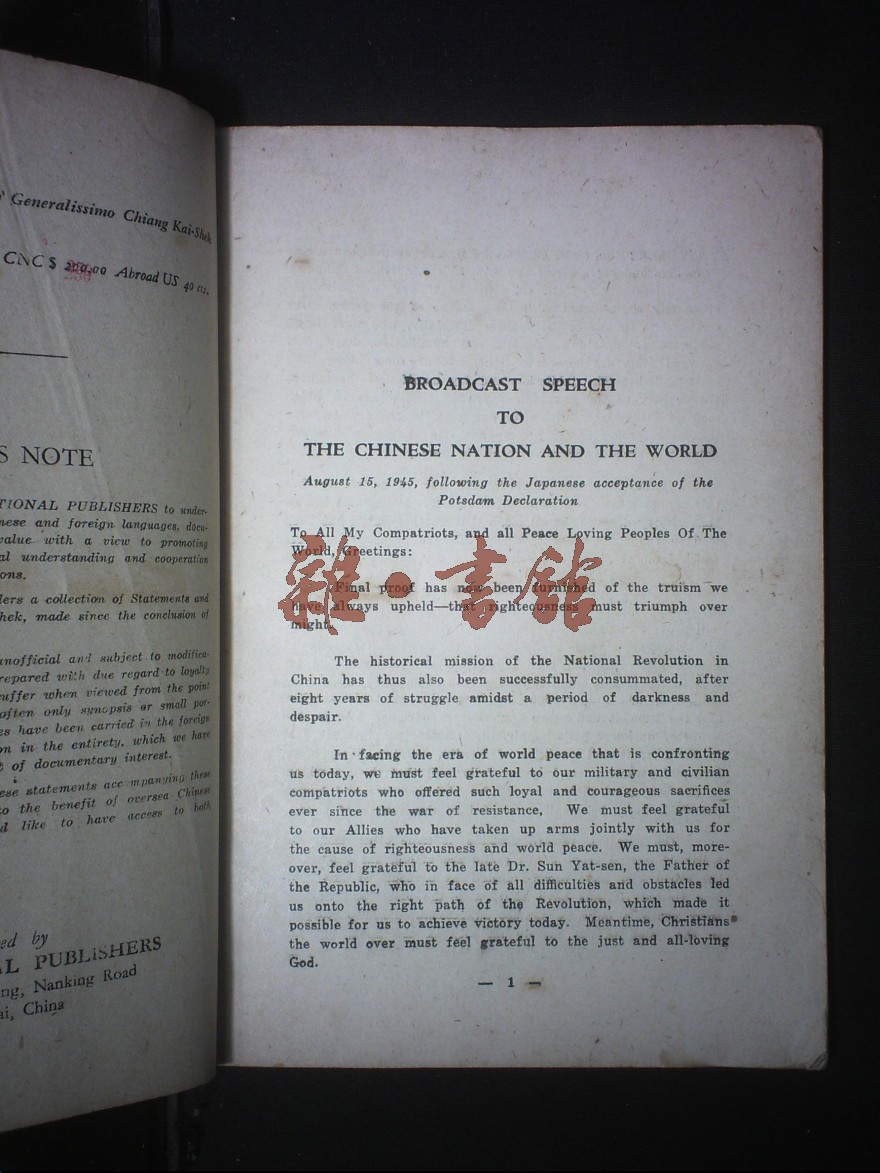 Generalissimo Chiang Kai-Shek
CNC $ 200.00 Abroad US 40 cts.
250
S NOTE
TIONAL PUBLISHERS to under-
nese and foreign languages, docu-
value with a view to promoting
al understanding and cooperation
ons.
ders a collection of Statements and
hek, made since the conclusion of
unofficial and subject to modifica-
repared with due regard to loyalty
uffer when viewed from the point
often only synopsis or small por-
es have been carried in the foreign
on in the entirety, which we have
t of documentary interest.
ese statements acc mpanying these
to the benefit of oversea Chinese
d like to have access to both
ed by
AL PUBLISHERS
ng, Nanking Road
ai, China
BROADCAST SPEECH
TO
THE CHINESE NATION AND THE WORLD
August 15, 1945, following the Japanese acceptance of the
Potsdam Declaration
To All My Compatriots, and all Peace Loving Peoples Of The
World, Greetings:
Final proof has now been furnished of the truism we
have always upheld—that righteousness must triumph over
might.
The historical mission of the National Revolution in
China has thus also been successfully consummated, after
eight years of struggle amidst a period of darkness and
despair.
In facing the era of world peace that is confronting
us today, we must feel grateful to our military and civilian
compatriots who offered such loyal and courageous sacrifices
ever since the war of resistance, We must feel grateful
to our Allies who have taken up arms jointly with us for
the cause of righteousness and world peace. We must, more-
over, feel grateful to the late Dr. Sun Yat-sen, the Father of
the Republic, who in face of all difficulties and obstacles led
us onto the right path of the Revolution, which made it
possible for us to achieve victory today. Meantime, Christians
the world over must feel grateful to the just and all-loving
God.
— 1 —
雜·書館